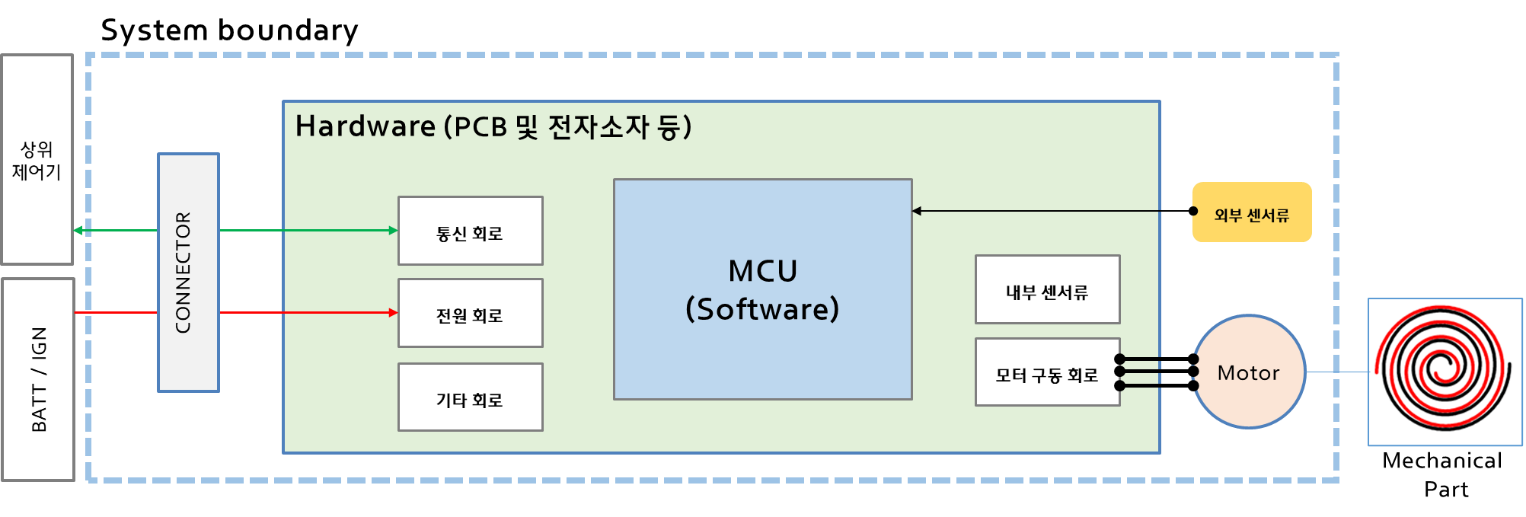 System boundary
상위
제어기
BATT / IGN
CONNECTOR
Hardware (PCB 및 전자소자 등)
통신 회로
전원 회로
기타 회로
MCU
(Software)
외부 센서류
내부 센서류
모터 구동 회로
Motor
Mechanical
Part